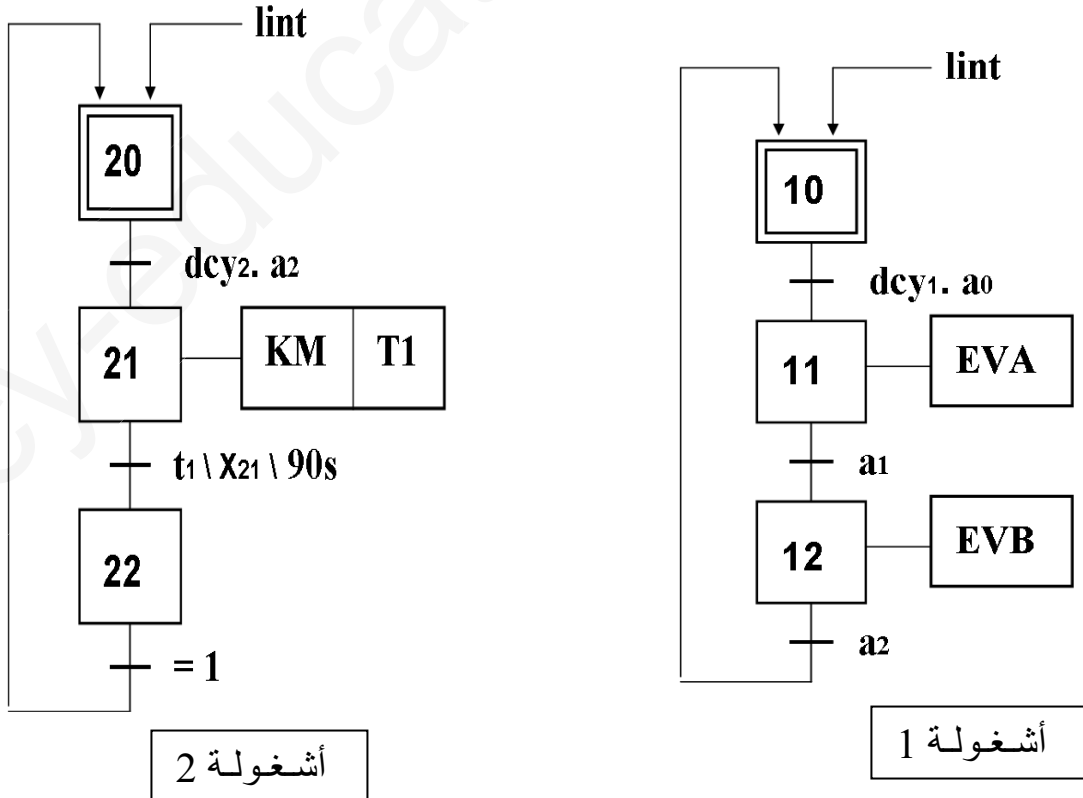 lint
20
dcy2. a2
21
KM T1
t1 \ X21 \ 90s
22
= 1
أشغولة 2
lint
10
dcy1. a0
11
EVA
a1
12
EVB
a2
أشغولة 1